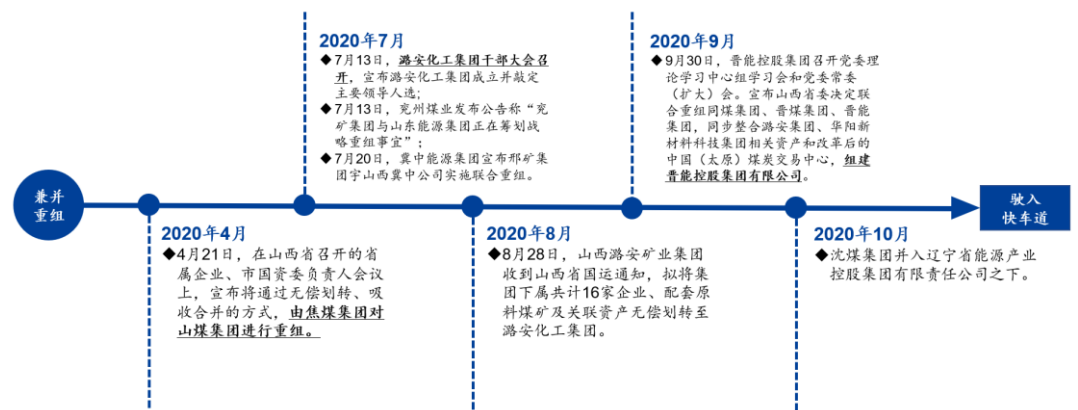 兼并
重组
2020年4月
◆4月21日，在山西省召开的省
属企业、市国资委负责人会议
上，宣布将通过无偿划转、吸
收合并的方式，由焦煤集团对
山煤集团进行重组。
2020年7月
◆7月13日，潞安化工集团干部大会召
开，宣布潞安化工集团成立并敲定
主要领导人选；
◆7月13日，兖州煤业发布公告称“兖
矿集团与山东能源集团正在筹划战
略重组事宜”；
◆7月20日，冀中能源集团宣布邢矿集
团宇山西冀中公司实施联合重组。
2020年8月
◆8月28日，山西潞安矿业集团
收到山西省国运通知，拟将集
团下属共计16家企业、配套原
料煤矿及关联资产无偿划转至
潞安化工集团。
2020年9月
◆9月30日，晋能控股集团召开党委理
论学习中心组学习会和党委常委
（扩大）会。宣布山西省委决定联
合重组同煤集团、晋煤集团、晋能
集团，同步整合潞安集团、华阳新
材料科技集团相关资产和改革后的
中国（太原）煤炭交易中心，组建
晋能控股集团有限公司。
2020年10月
◆沈煤集团并入辽宁省能源产业
控股集团有限责任公司之下。
驶入
快车道